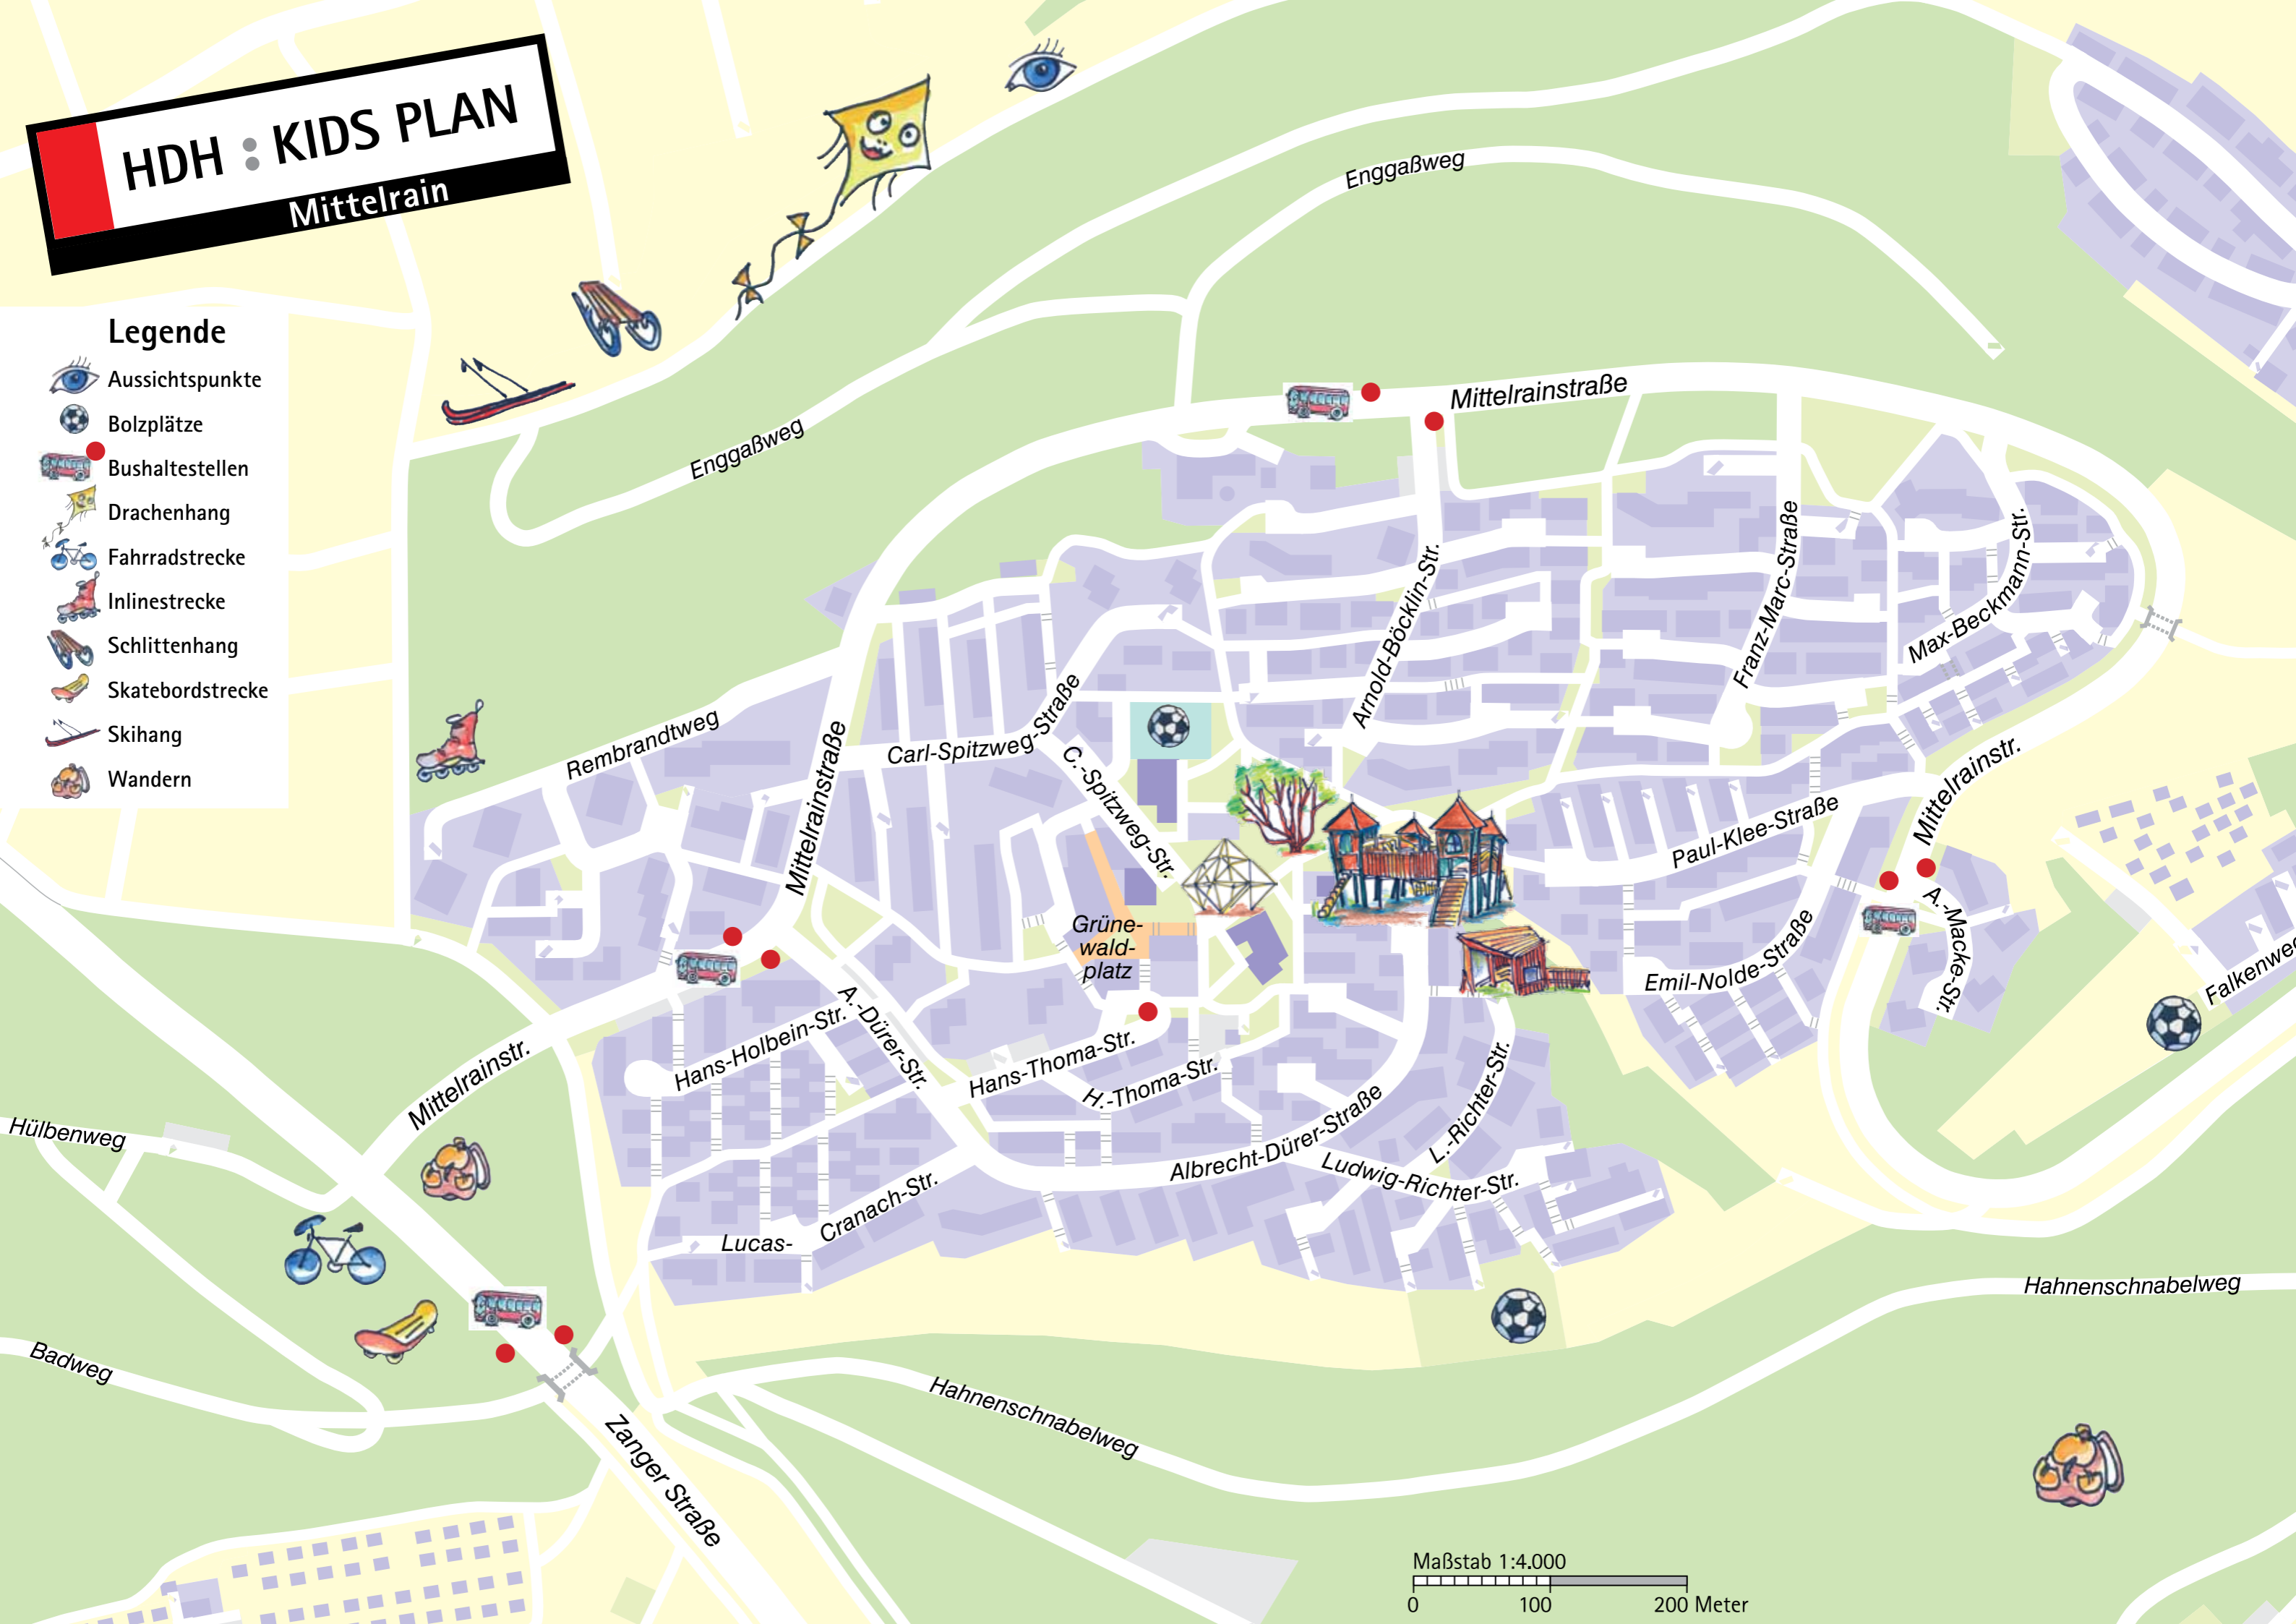 HDH : KIDS PLAN
Mittelrain
Legende
Aussichtspunkte
Bolzplätze
Bushaltestellen
Drachenhang
Fahrradstrecke
Inlinestrecke
Schlittenhang
Skatebordstrecke
Skihang
Wandern
Enggaßweg
Enggaßweg
Mittelrainstraße
Arnold-Böcklin-Str.
Franz-Marc-Straße
Max-Beckmann-Str.
Rembrandtweg
Mittelrainstraße
Carl-Spitzweg-Straße
C.-Spitzweg-Str.
Mittelrainstr.
Paul-Klee-Straße
Emil-Nolde-Straße
A.-Macke-Str.
Falkenweg
Grüne-
wald-
platz
A.-Dürer-Str.
Hans-Holbein-Str.
Hans-Thoma-Str.
H.-Thoma-Str.
Mittelrainstr.
Albrecht-Dürer-Straße
L.-Richter-Str.
Ludwig-Richter-Str.
Lucas-
Cranach-Str.
Hülbenweg
Badweg
Zanger Straße
Hahnenschnabelweg
Hahnenschnabelweg
Maßstab 1:4.000
0 100 200 Meter